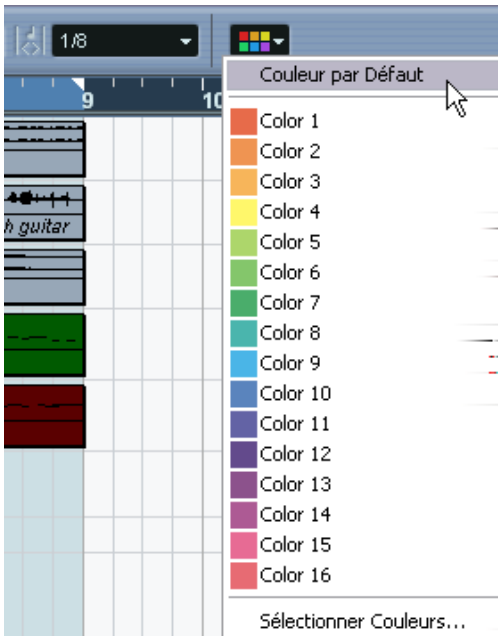 1/8
Couleur par Défaut
9
10
Color 1
Color 2
Color 3
Color 4
h guitar
Color 5
Color 6
Color 7
Color 8
Color 9
Color 10
Color 11
Color 12
Color 13
Color 14
Color 15
Color 16
Sélectionner Couleurs...